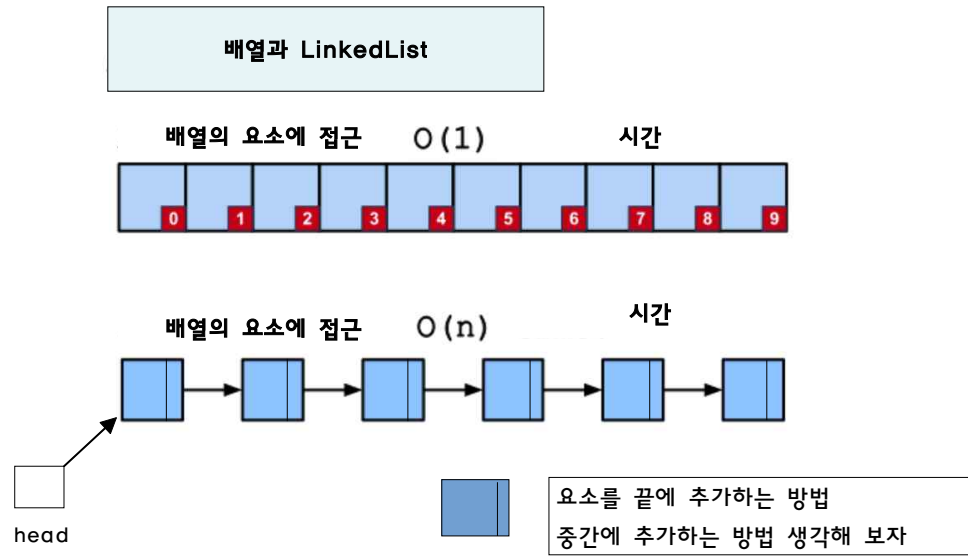 배열과 LinkedList
배열의 요소에 접근 O(1) 시간
0 1 2 3 4 5 6 7 8 9
배열의 요소에 접근 O(n) 시간
head
요소를 끝에 추가하는 방법
중간에 추가하는 방법 생각해 보자